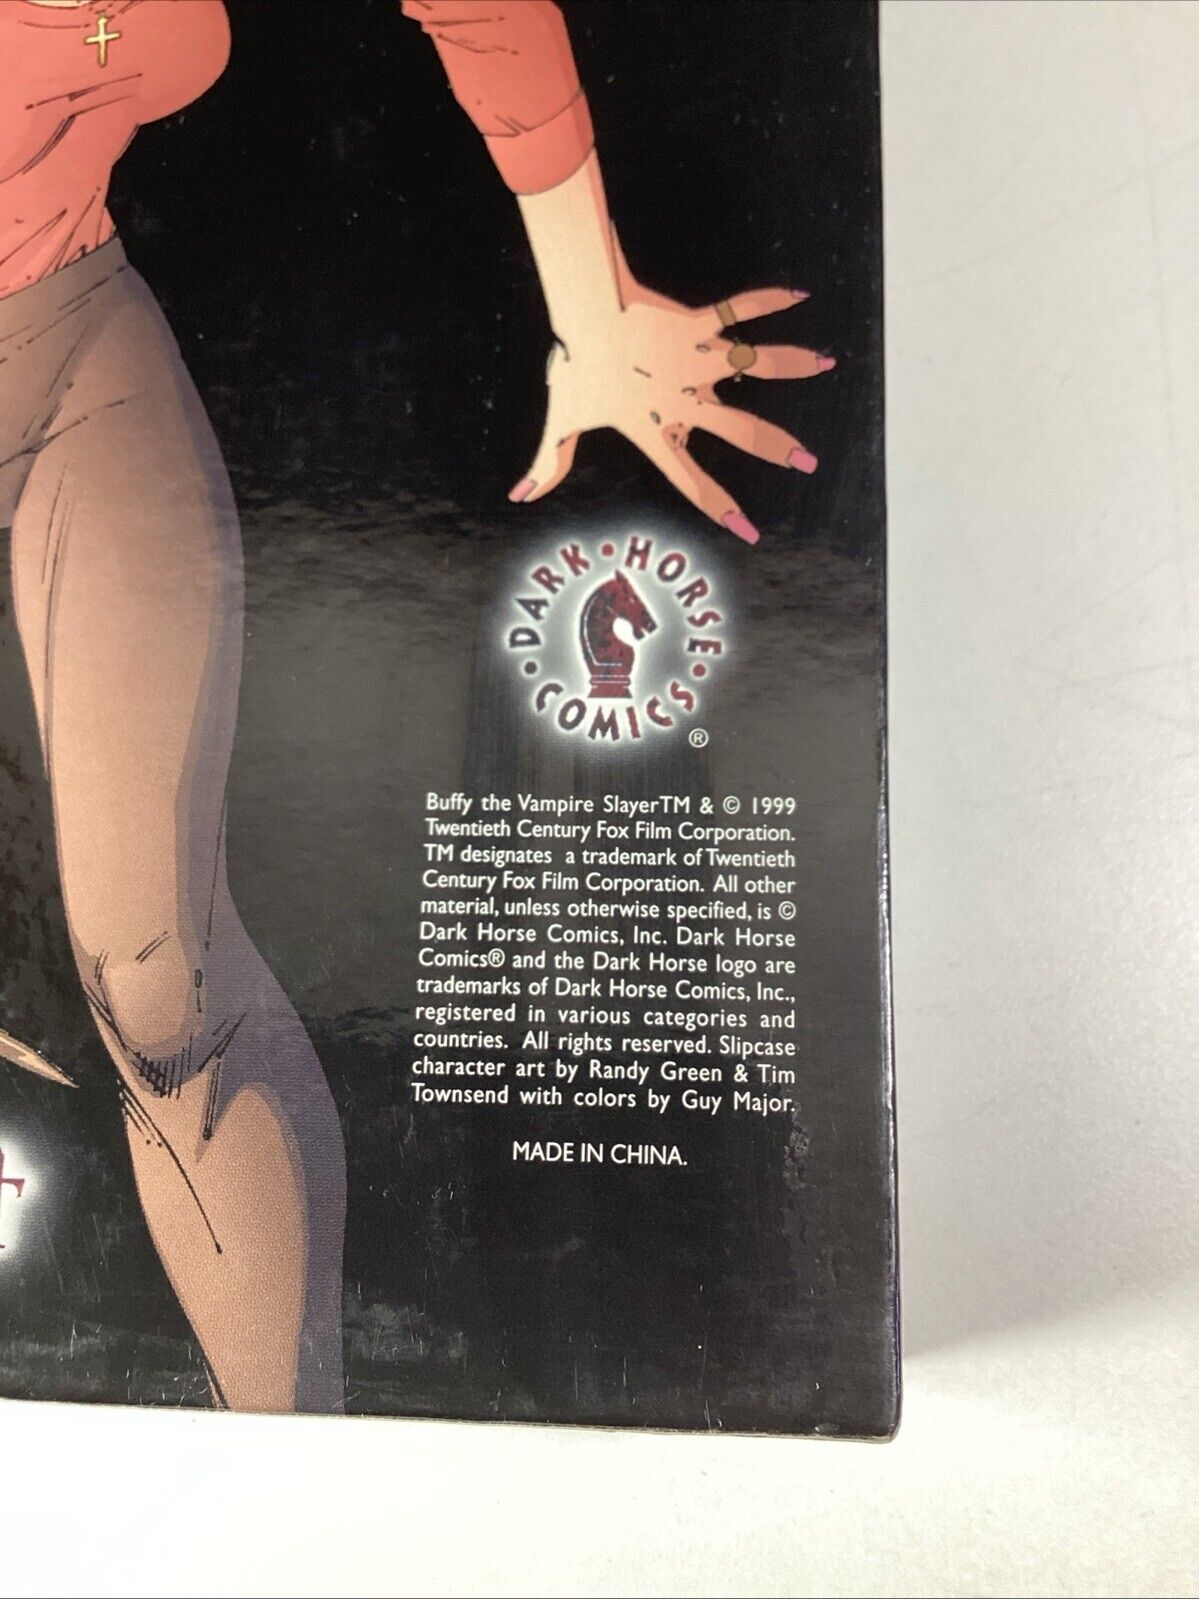 DARK • HORSE • COMICS •
®
Buffy the Vampire SlayerTM & © 1999
Twentieth Century Fox Film Corporation.
TM designates a trademark of Twentieth
Century Fox Film Corporation. All other
material, unless otherwise specified, is ©
Dark Horse Comics, Inc. Dark Horse
Comics® and the Dark Horse logo are
trademarks of Dark Horse Comics, Inc.,
registered in various categories and
countries. All rights reserved. Slipcase
character art by Randy Green & Tim
Townsend with colors by Guy Major.
MADE IN CHINA.